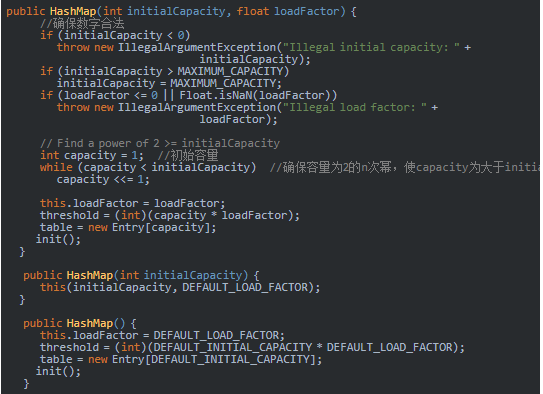 public HashMap(int initialCapacity, float loadFactor) {
//确保数字合法
if (initialCapacity < 0)
throw new IllegalArgumentException("Illegal initial capacity: " +
initialCapacity);
if (initialCapacity > MAXIMUM_CAPACITY)
initialCapacity = MAXIMUM_CAPACITY;
if (loadFactor <= 0 || Float.isNaN(loadFactor))
throw new IllegalArgumentException("Illegal load factor: " +
loadFactor);
// Find a power of 2 >= initialCapacity
int capacity = 1;  //初始容量
while (capacity < initialCapacity)  //确保容量为2的n次幂，使capacity为大于initia
capacity <<= 1;
this.loadFactor = loadFactor;
threshold = (int)(capacity * loadFactor);
table = new Entry[capacity];
init();
}
public HashMap(int initialCapacity) {
this(initialCapacity, DEFAULT_LOAD_FACTOR);
}
public HashMap() {
this.loadFactor = DEFAULT_LOAD_FACTOR;
threshold = (int)(DEFAULT_INITIAL_CAPACITY * DEFAULT_LOAD_FACTOR);
table = new Entry[DEFAULT_INITIAL_CAPACITY];
init();
}